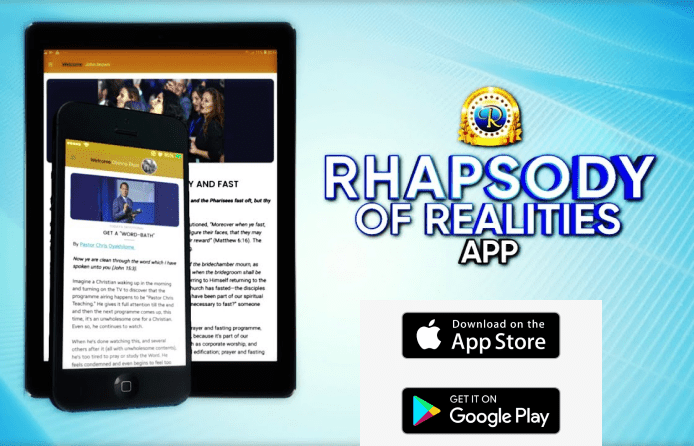 Welcome John Brown
Y AND FAST
and the Pharisees fast oft, but thy
tioned, "Moreover when ye fast,
figure their faces, that they may
r reward" (Matthew 6:16). The
f the bridechamber mourn, as
when the bridegroom shall be
rring to Himself returning to the
hurch has fasted—the disciples
have been part of our spiritual
necessary to fast?" someone
rayer and fasting programme,
, because it's part of our
h as corporate worship, and
l edification; prayer and fasting
Welcome
GET A "WORD-BATH"
By Pastor Chris Oyakhilome
Now ye are clean through the word which I have
spoken unto you (John 15:3).
Imagine a Christian waking up in the morning
and turning on the TV to discover that the
programme airing happens to be "Pastor Chris
Teaching." He gives it full attention till the end
and then the next programme comes up; this
time, it's an unwholesome one for a Christian.
Even so, he continues to watch.
When he's done watching this, and several
others after it (all with unwholesome contents),
he's too tired to pray or study the Word. He
feels condemned and even begins to feel too
R
RHAPSODY
OF REALITIES
APP
Download on the
App Store
GET IT ON
Google Play